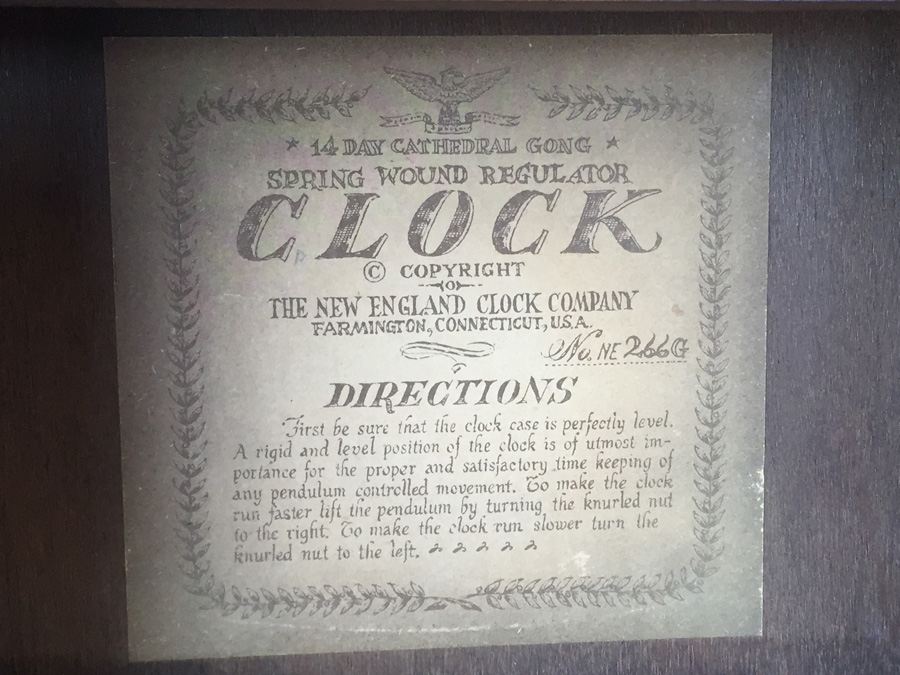 14 DAY CATHEDRAL GONG
SPRING WOUND REGULATOR
CLOCK
© COPYRIGHT
THE NEW ENGLAND CLOCK COMPANY
FARMINGTON, CONNECTICUT, U.S.A.
No. NE 266G
DIRECTIONS
First be sure that the clock case is perfectly level.
A rigid and level position of the clock is of utmost im-
portance for the proper and satisfactory time keeping of
any pendulum controlled movement. To make the clock
run faster lift the pendulum by turning the knurled nut
to the right. To make the clock run slower turn the
knurled nut to the left.